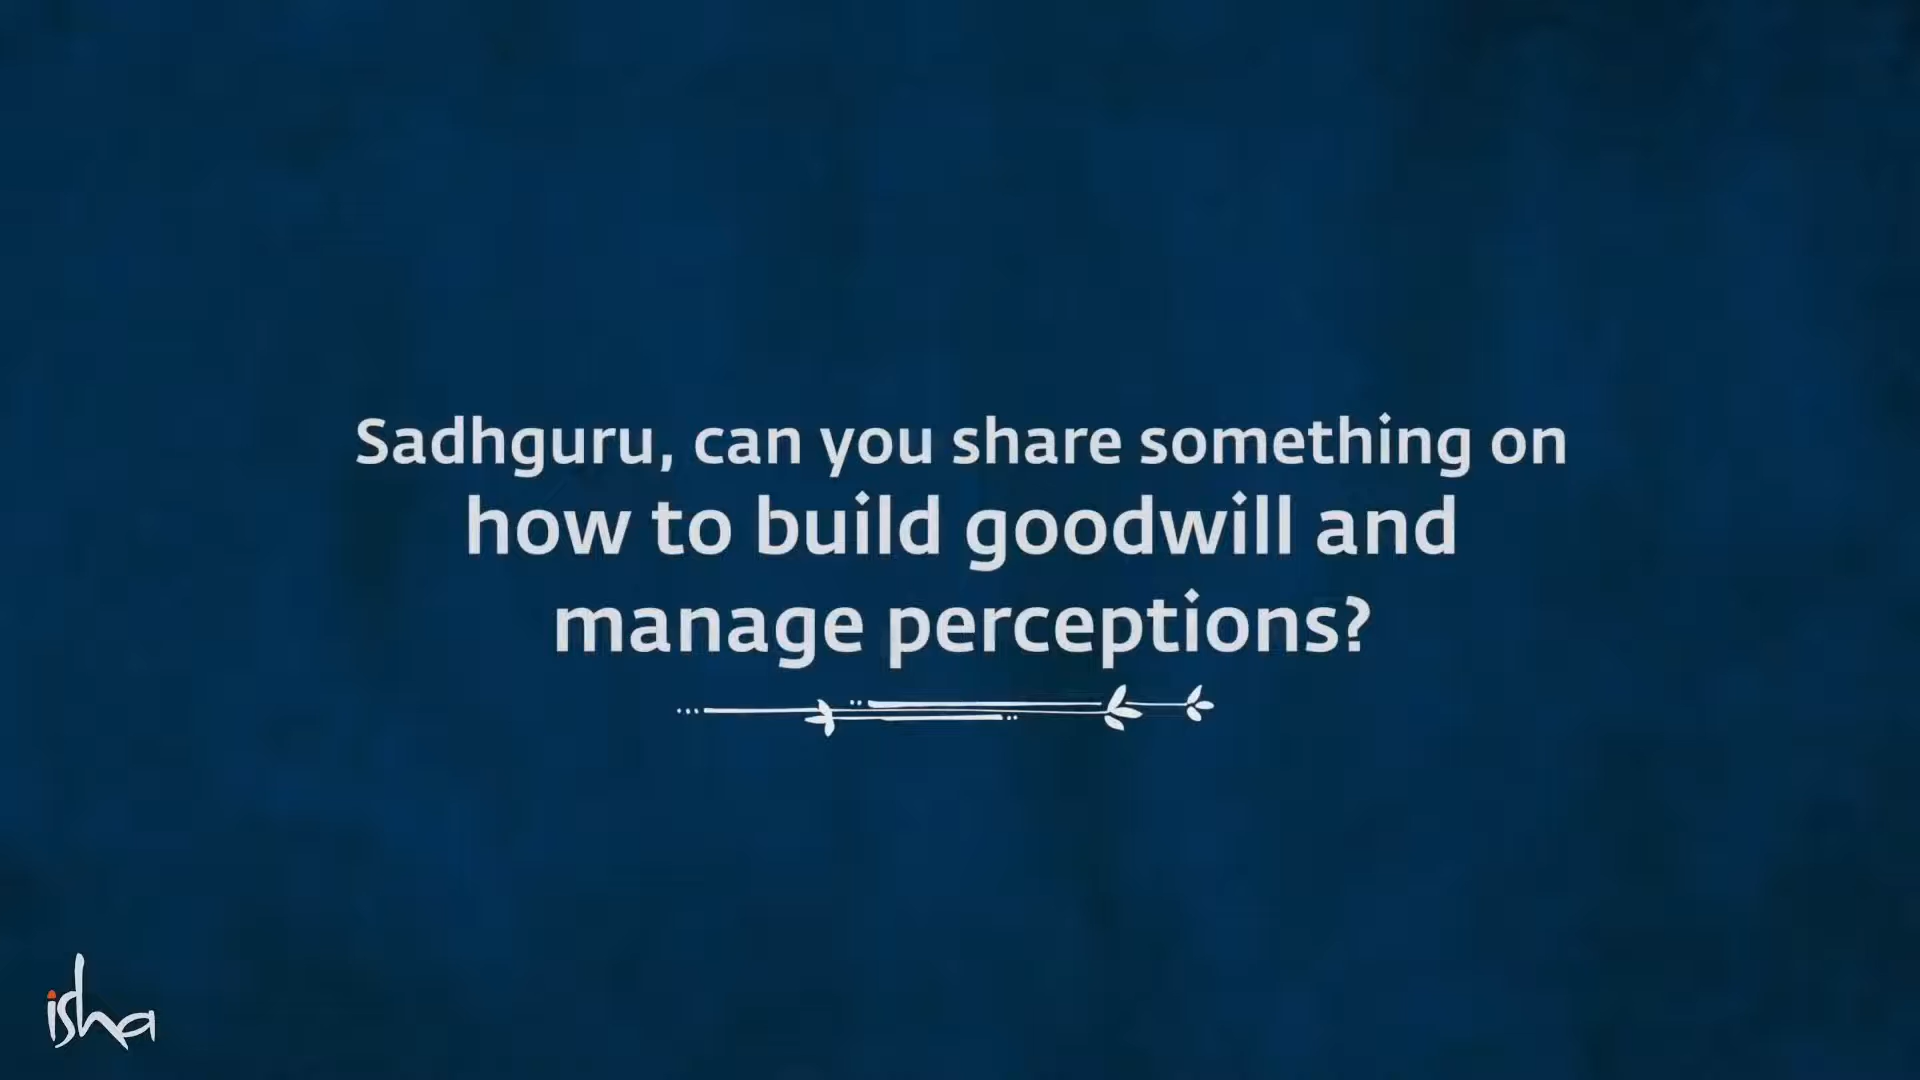 Sadhguru, can you share something on
how to build goodwill and
manage perceptions?
isha